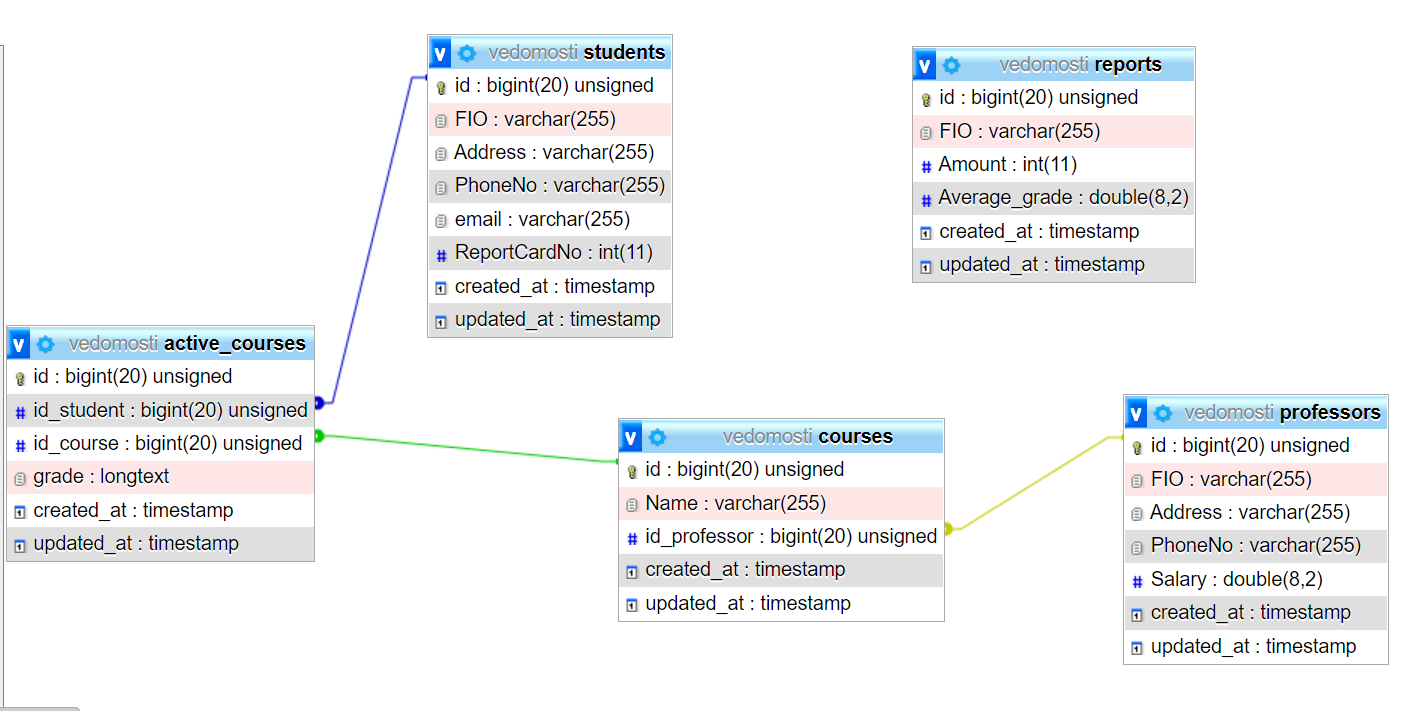 v vedomosti students
id : bigint(20) unsigned
FIO : varchar(255)
Address : varchar(255)
PhoneNo : varchar(255)
email : varchar(255)
# ReportCardNo : int(11)
created_at : timestamp
updated_at : timestamp
v vedomosti reports
id : bigint(20) unsigned
FIO : varchar(255)
# Amount : int(11)
# Average_grade : double(8,2)
created_at : timestamp
updated_at : timestamp
v vedomosti active_courses
id : bigint(20) unsigned
# id_student : bigint(20) unsigned
# id_course : bigint(20) unsigned
grade : longtext
created_at : timestamp
updated_at : timestamp
v vedomosti courses
id : bigint(20) unsigned
Name : varchar(255)
# id_professor : bigint(20) unsigned
created_at : timestamp
updated_at : timestamp
v vedomosti professors
id : bigint(20) unsigned
FIO : varchar(255)
Address : varchar(255)
PhoneNo : varchar(255)
# Salary : double(8,2)
created_at : timestamp
updated_at : timestamp